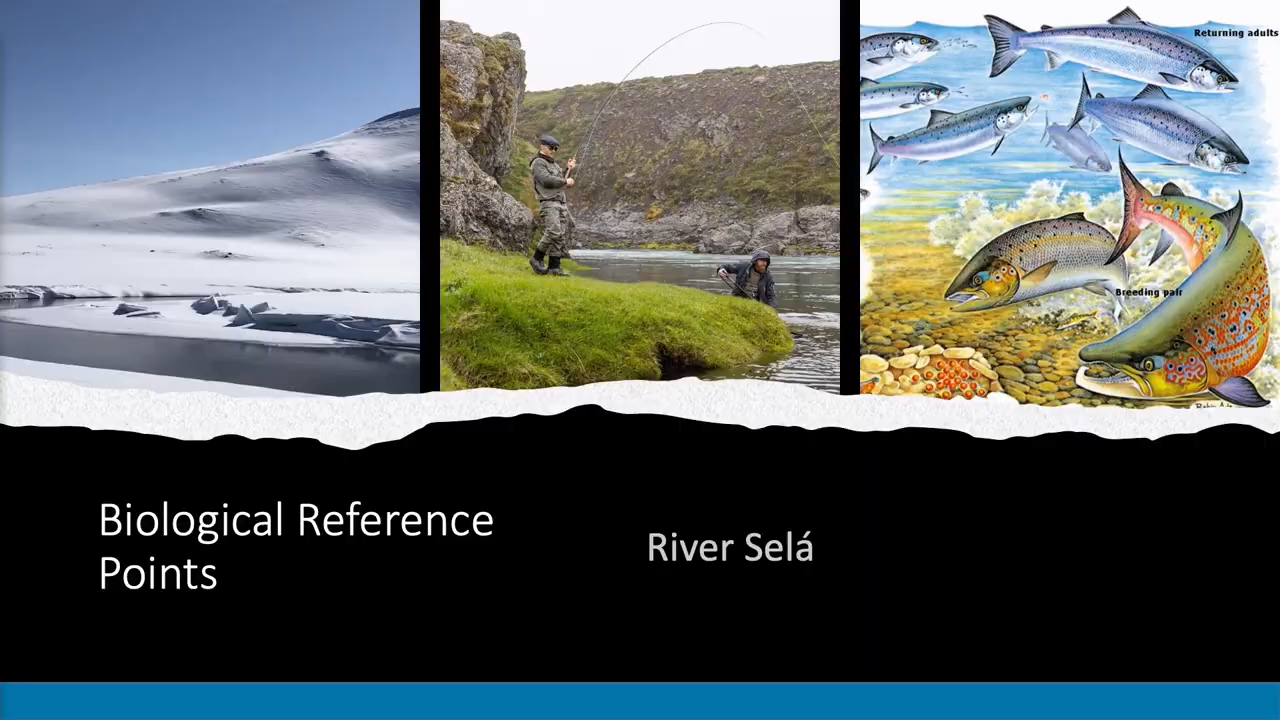 Returning adults
Breeding pair
Biological Reference
Points
River Selá